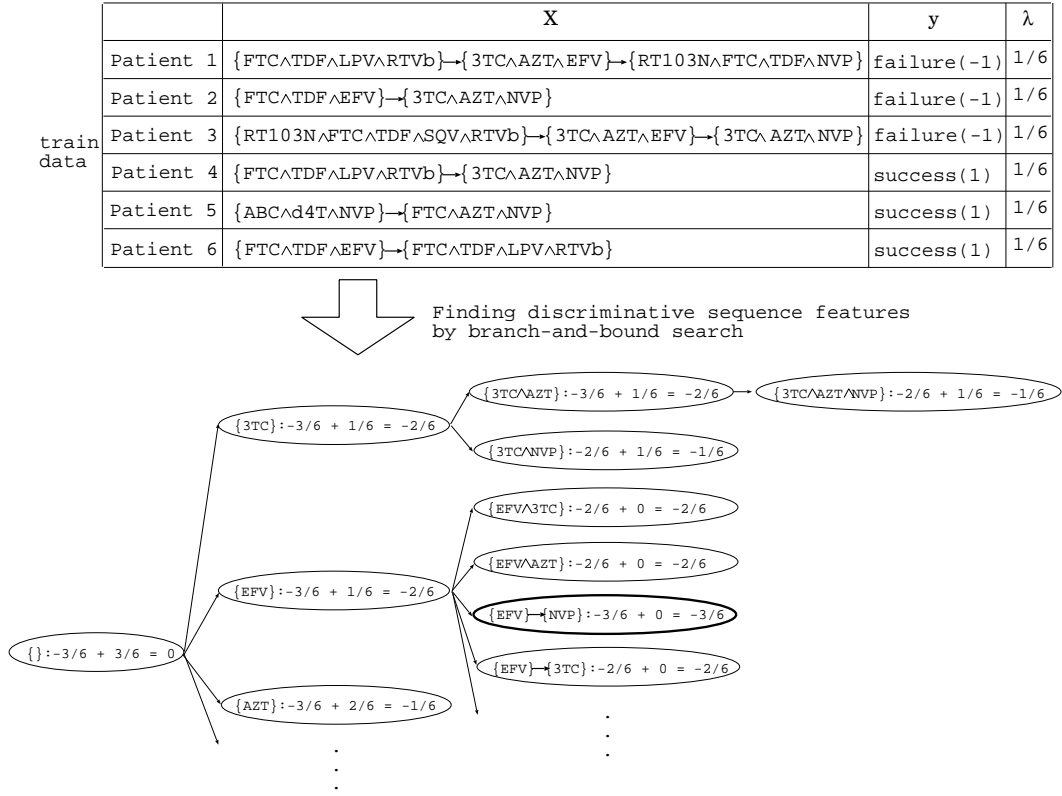 X y λ
Patient 1 {FTC∧TDF∧LPV∧RTVb}→{3TC∧AZT∧EFV}→{RT103N∧FTC∧TDF∧NVP} failure(-1) 1/6
Patient 2 {FTC∧TDF∧EFV}→{3TC∧AZT∧NVP} failure(-1) 1/6
Patient 3 {RT103N∧FTC∧TDF∧SQV∧RTVb}→{3TC∧AZT∧EFV}→{3TC∧AZT∧NVP} failure(-1) 1/6
train
data
Patient 4 {FTC∧TDF∧LPV∧RTVb}→{3TC∧AZT∧NVP} success(1) 1/6
Patient 5 {ABC∧d4T∧NVP}→{FTC∧AZT∧NVP} success(1) 1/6
Patient 6 {FTC∧TDF∧EFV}→{FTC∧TDF∧LPV∧RTVb} success(1) 1/6
Finding discriminative sequence features
by branch-and-bound search
{3TC∧AZT}:-3/6 + 1/6 = -2/6
{3TC∧AZT∧NVP}:-2/6 + 1/6 = -1/6
{3TC}:-3/6 + 1/6 = -2/6
{3TC∧NVP}:-2/6 + 1/6 = -1/6
{EFV∧3TC}:-2/6 + 0 = -2/6
{EFV∧AZT}:-2/6 + 0 = -2/6
{EFV}:-3/6 + 1/6 = -2/6
{EFV}→{NVP}:-3/6 + 0 = -3/6
{}:-3/6 + 3/6 = 0
{EFV}→{3TC}:-2/6 + 0 = -2/6
{AZT}:-3/6 + 2/6 = -1/6